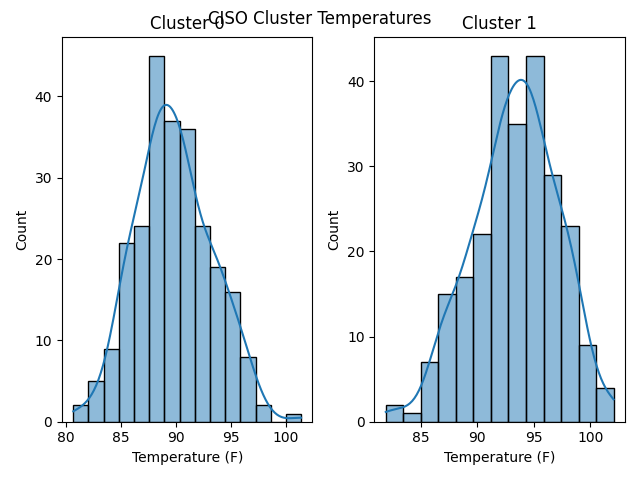 CISO Cluster Temperatures
Cluster 0
Cluster 1
Count
40
30
20
10
0
80 85 90 95 100
Temperature (F)
Count
40
30
20
10
0
85 90 95 100
Temperature (F)